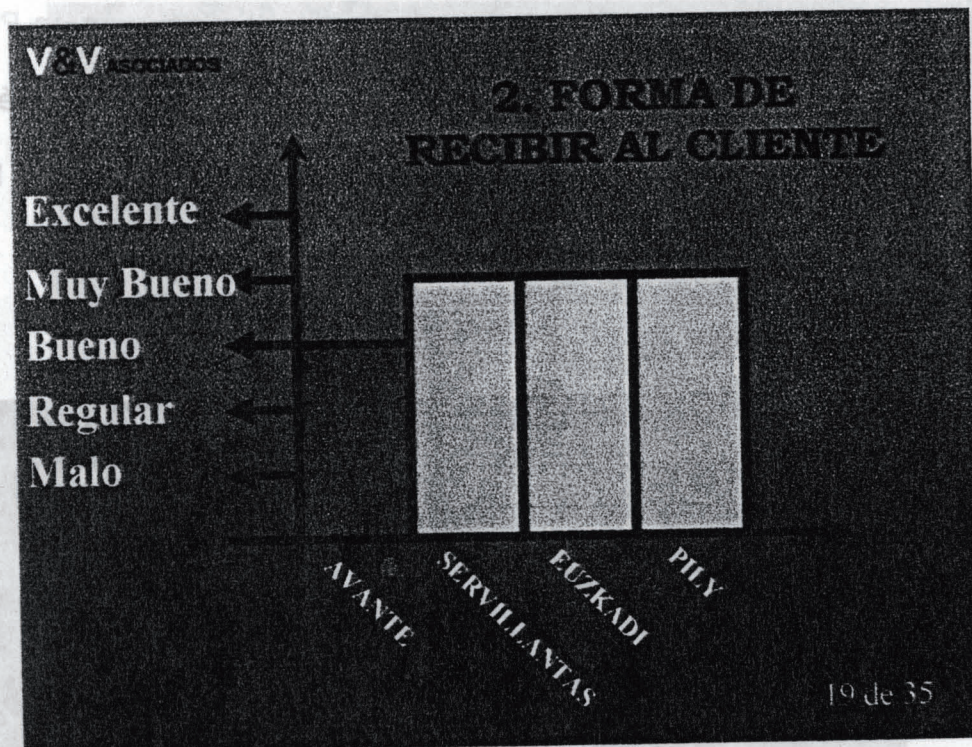 V&V ASOCIADOS
2. FORMA DE
RECIBIR AL CLIENTE
Excelente
Muy Bueno
Bueno
Regular
Malo
AVANTE
SERVILLANTAS
EUZKADI
PILY
19 de 35